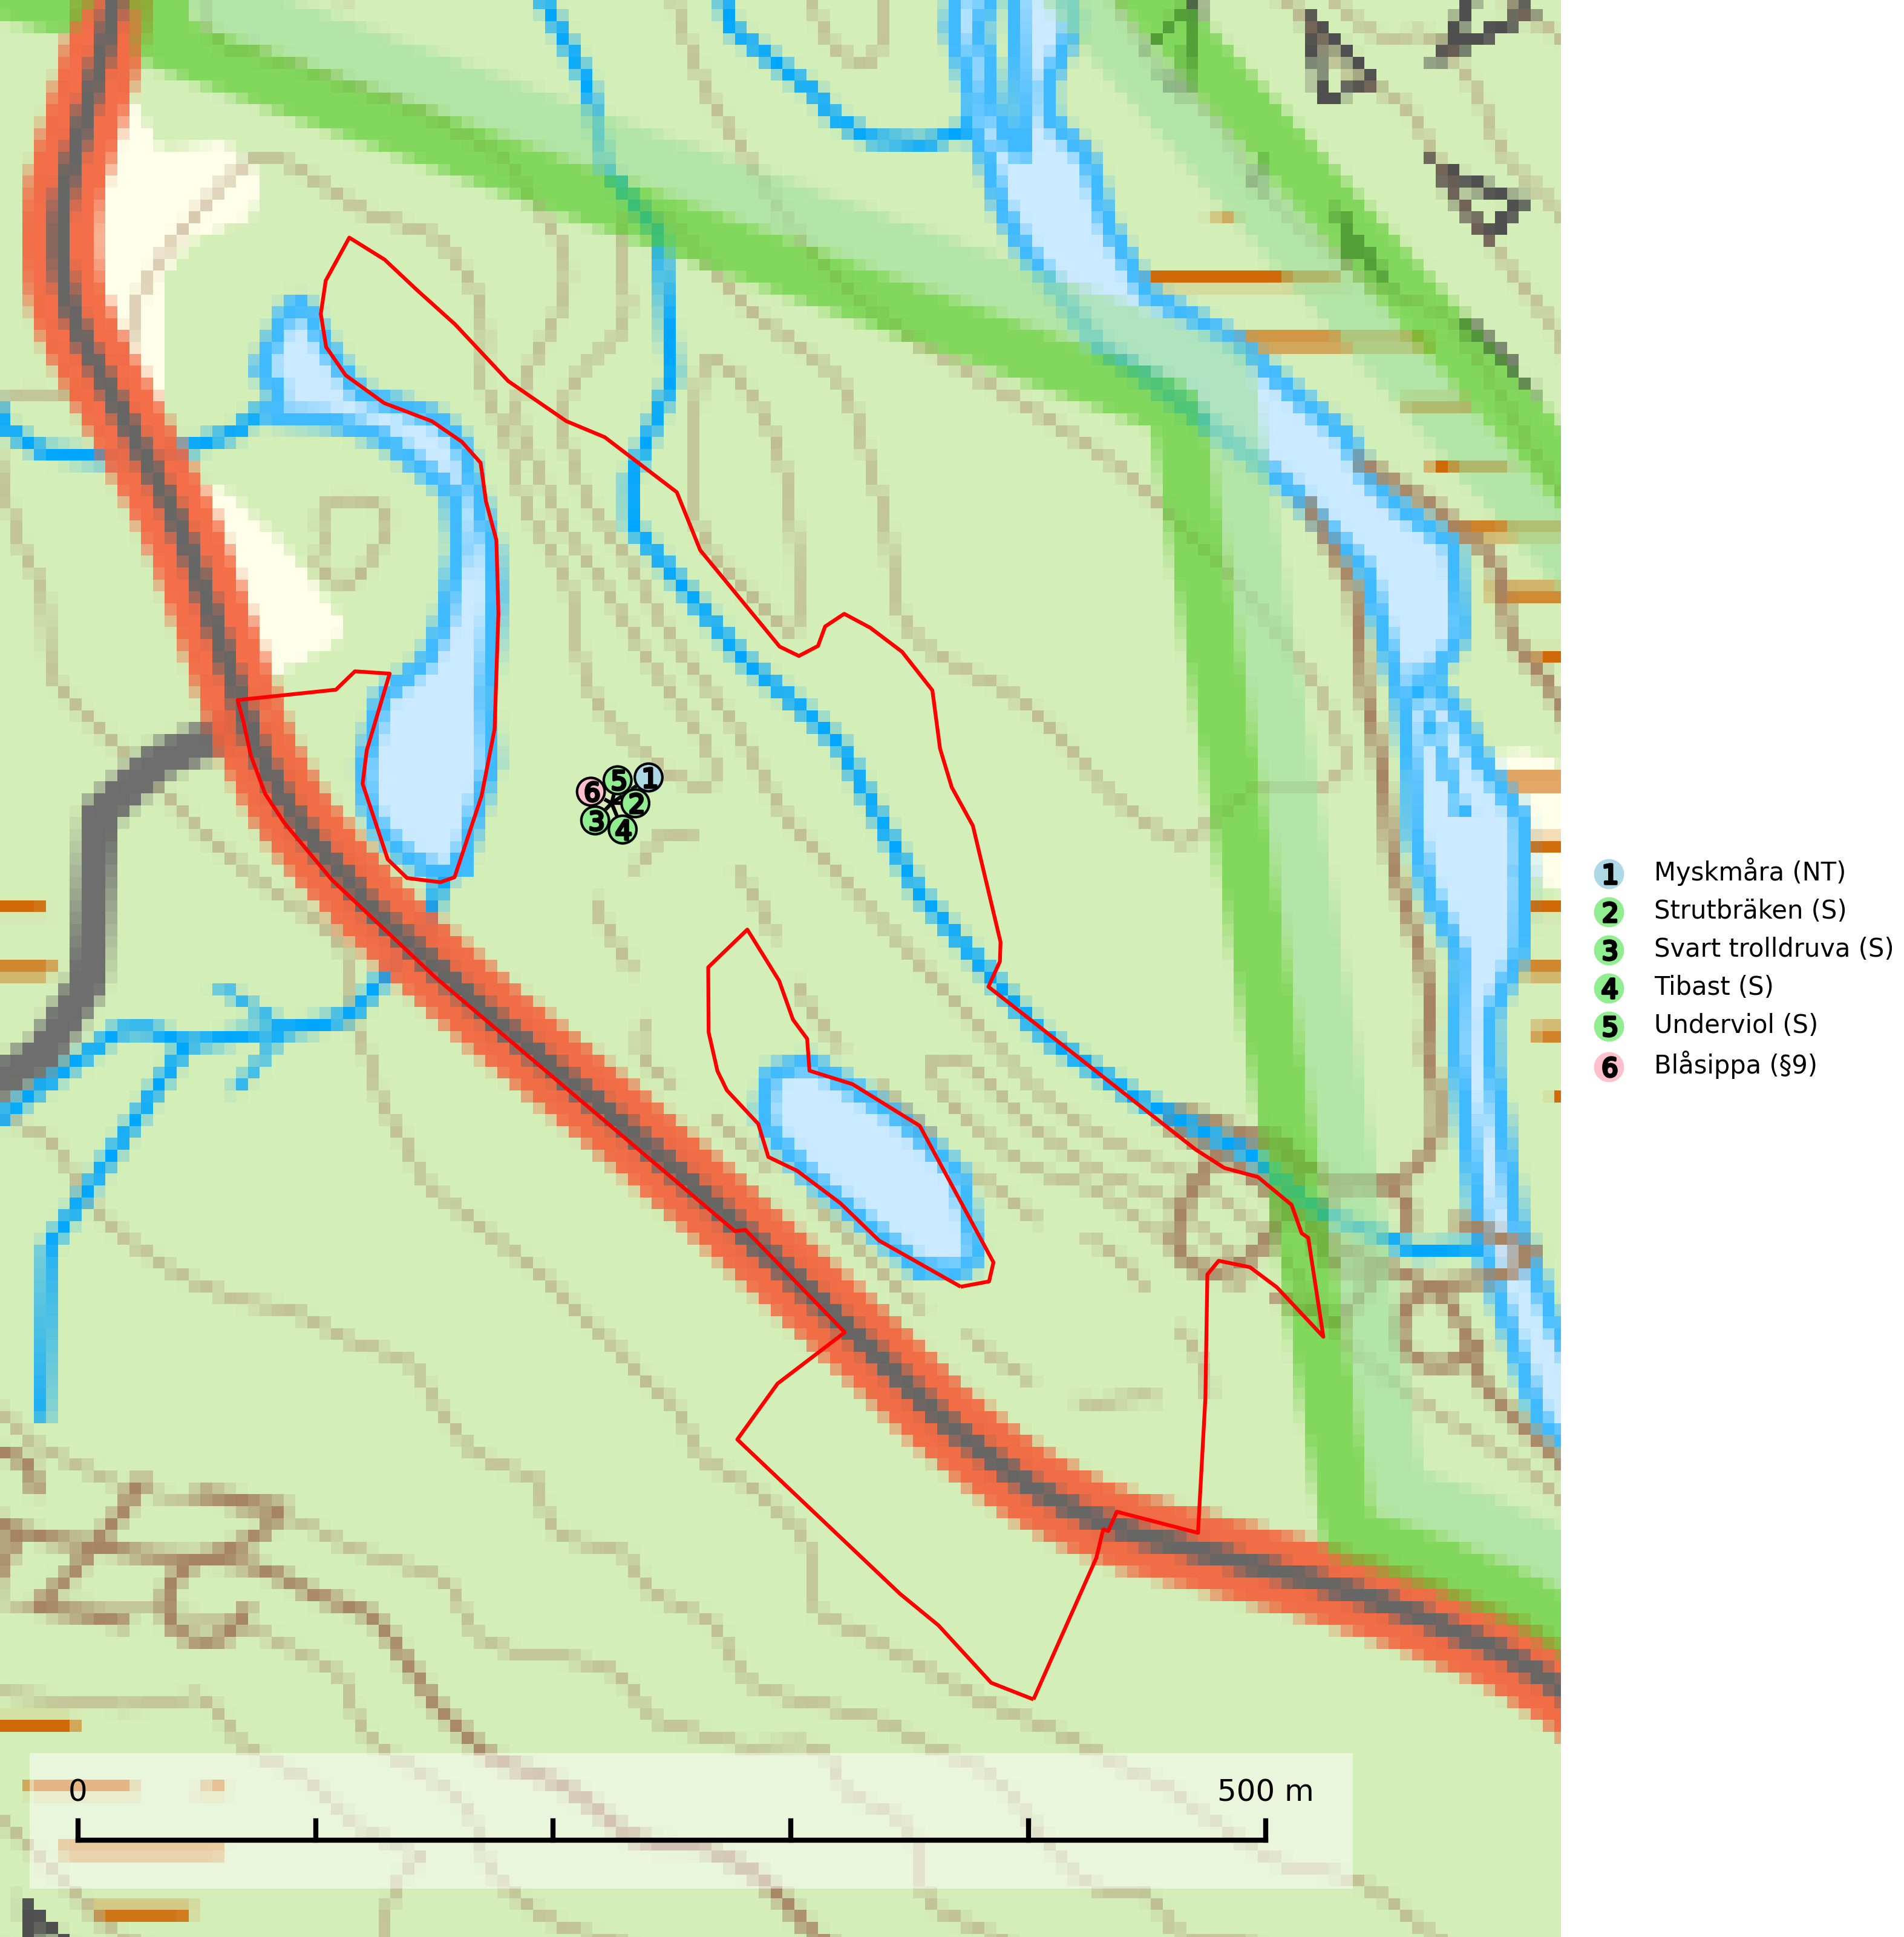 5 1
6 2
3 4
1 Myskmåra (NT)
2 Strutbräken (S)
3 Svart trolldruva (S)
4 Tibast (S)
5 Underviol (S)
6 Blåsippa (§9)
0 500 m